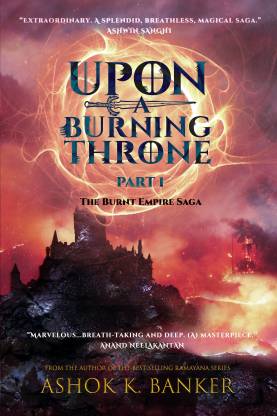 "EXTRAORDINARY. A SPLENDID, BREATHLESS, MAGICAL SAGA."
ASHWIN SANGHI
UPON
A
BURNING
THRONE
PART 1
THE BURNT EMPIRE SAGA
"MARVELOUS...BREATH-TAKING AND DEEP. (A) MASTERPIECE."
ANAND NEELAKANTAN
FROM THE AUTHOR OF THE BEST-SELLING RAMAYANA SERIES
ASHOK K. BANKER